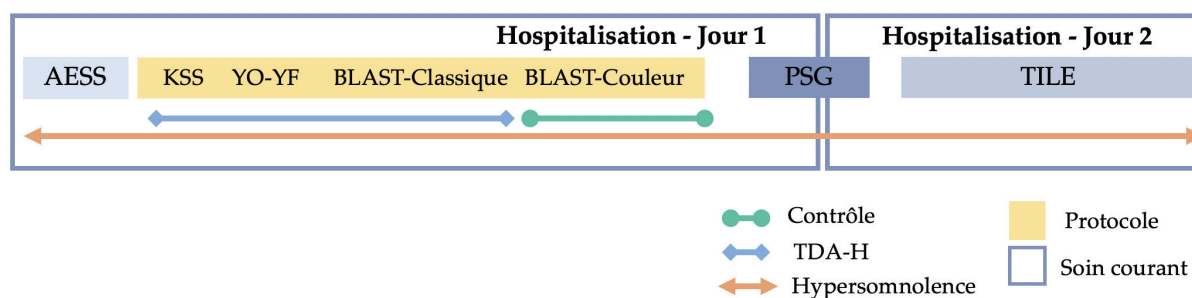 Hospitalisation - Jour 1
Hospitalisation - Jour 2
AESS
KSS YO-YF BLAST-Classique BLAST-Couleur
PSG
TILE
Contrôle
TDA-H
Hypersomnolence
Protocole
Soin courant